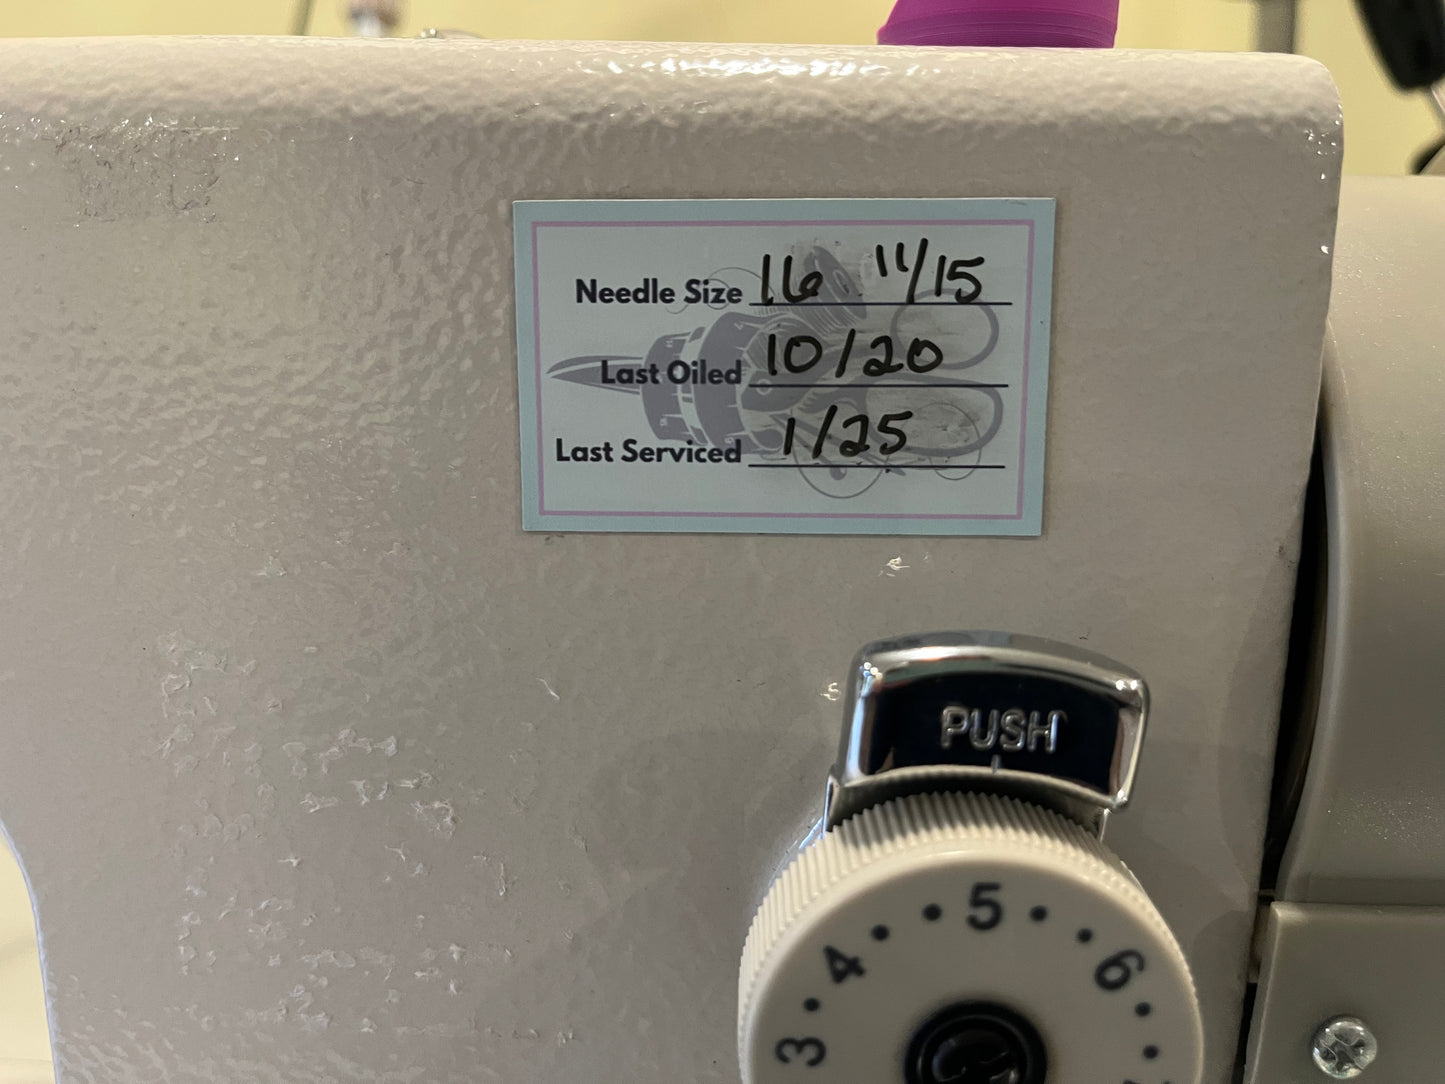 Needle Size 16 11/15
Last Oiled 10/20
Last Serviced 1/25
PUSH
5
4
6
3